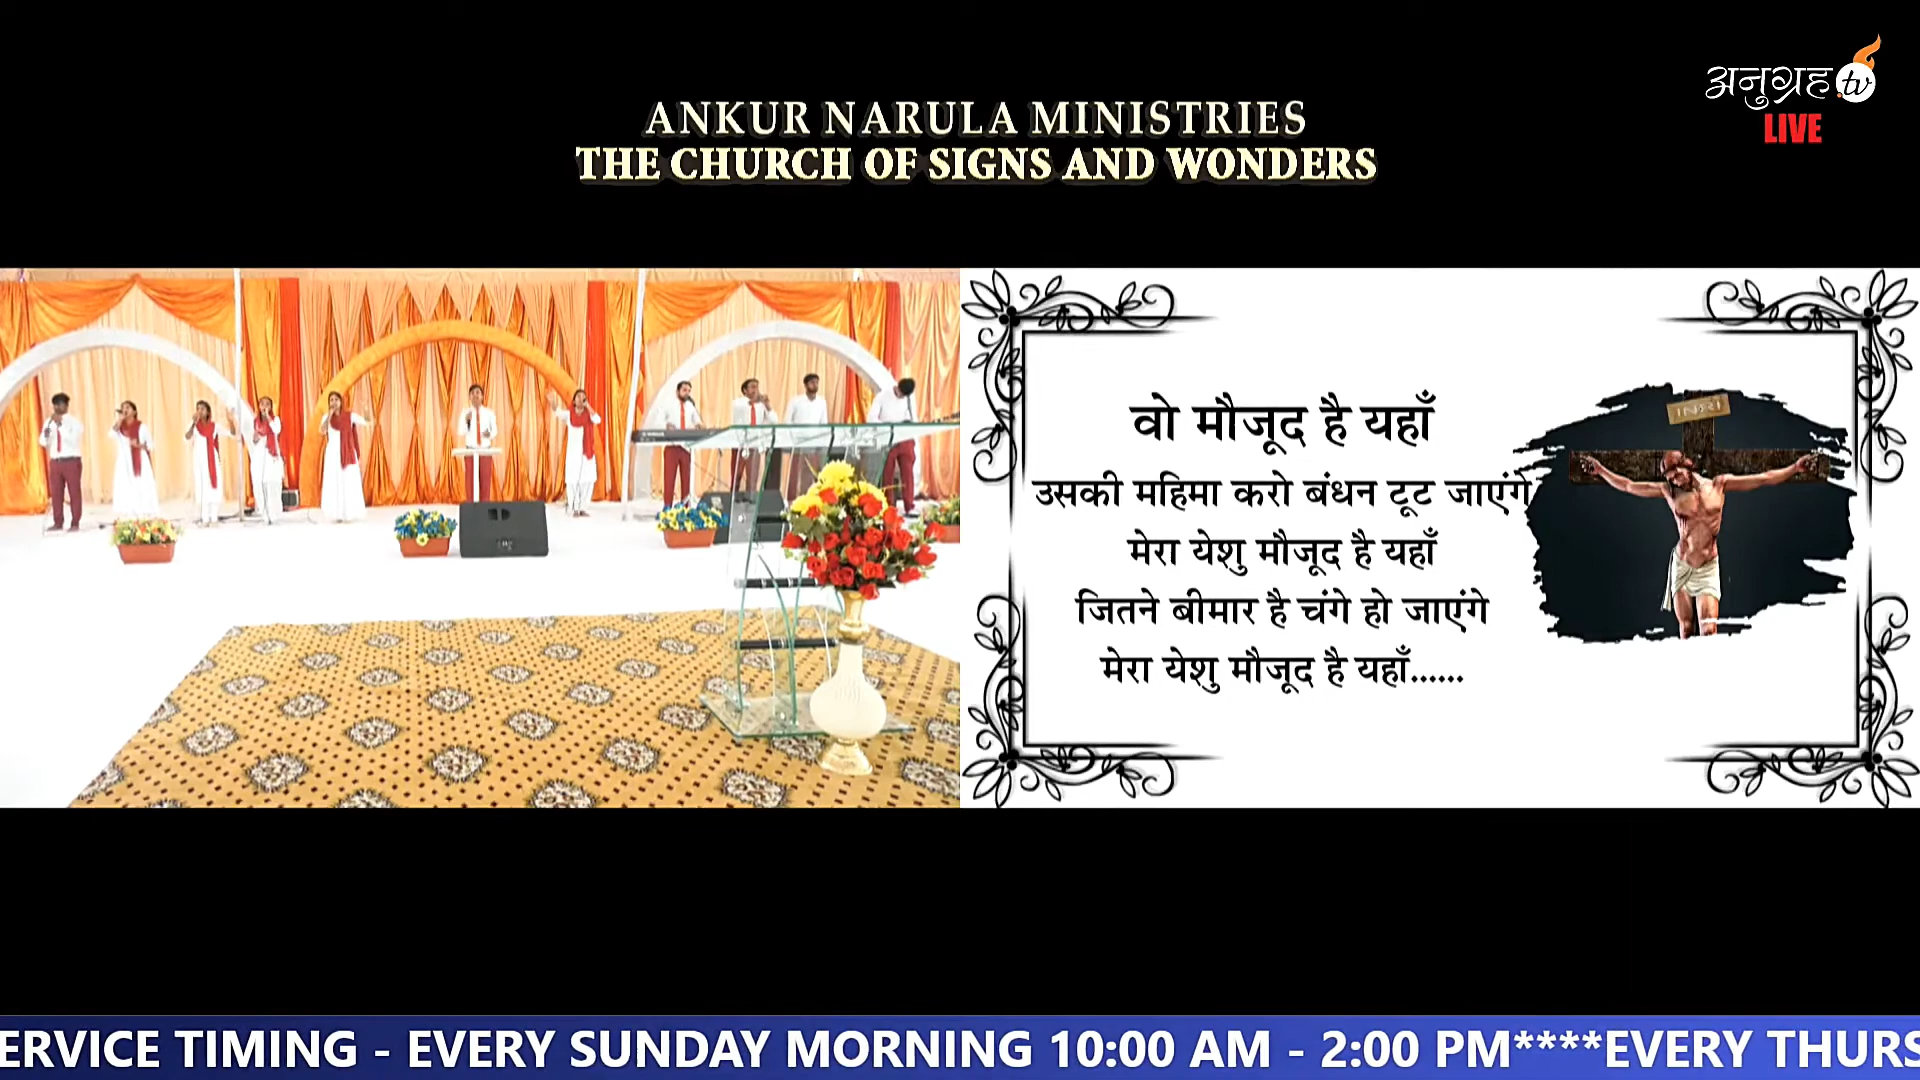 अनुग्रह.tv
LIVE
ANKUR NARULA MINISTRIES
THE CHURCH OF SIGNS AND WONDERS
INRI
वो मौजूद है यहाँ
उसकी महिमा करो बंधन टूट जाएंगे
मेरा येशु मौजूद है यहाँ
जितने बीमार है चंगे हो जाएंगे
मेरा येशु मौजूद है यहाँ......
ERVICE TIMING - EVERY SUNDAY MORNING 10:00 AM - 2:00 PM****EVERY THURS